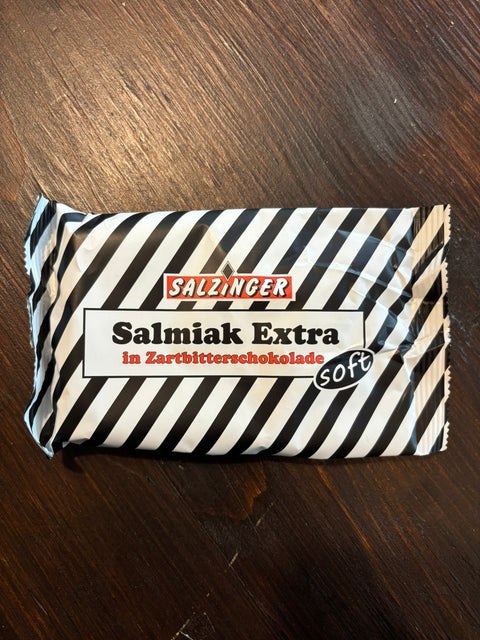 SALZINGER
Salmiak Extra
in Zartbitterschokolade
soft